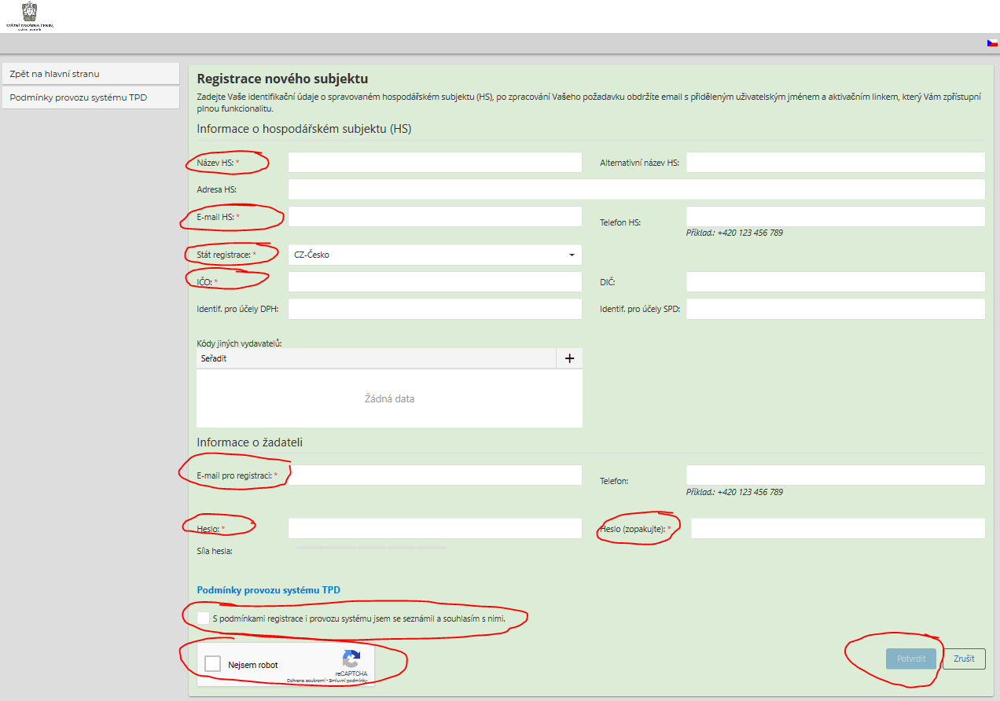 STÁTNÍ TISKÁRNA CENIN,
státní podnik
Zpět na hlavní stranu
Podmínky provozu systému TPD
Registrace nového subjektu
Zadejte Vaše identifikační údaje o spravovaném hospodářském subjektu (HS), po zpracování Vašeho požadavku obdržíte email s přiděleným uživatelským jménem a aktivačním linkem, který Vám zpřístupní
plnou funkcionalitu.
Informace o hospodářském subjektu (HS)
Název HS: *
Alternativní název HS:
Adresa HS:
E-mail HS: *
Telefon HS:
Příklad.: +420 123 456 789
Stát registrace: *
CZ-Česko
IČO: *
DIČ:
Identif. pro účely DPH:
Identif. pro účely SPD:
Kódy jiných vydavatelů:
Seřadit
Žádná data
Informace o žadateli
E-mail pro registraci: *
Telefon:
Příklad.: +420 123 456 789
Heslo: *
Heslo (zopakujte): *
Síla hesla:
Podmínky provozu systému TPD
S podmínkami registrace i provozu systému jsem se seznámil a souhlasím s nimi.
Nejsem robot
reCAPTCHA
Ochrana soukromí - Smluvní podmínky
Potvrdit
Zrušit